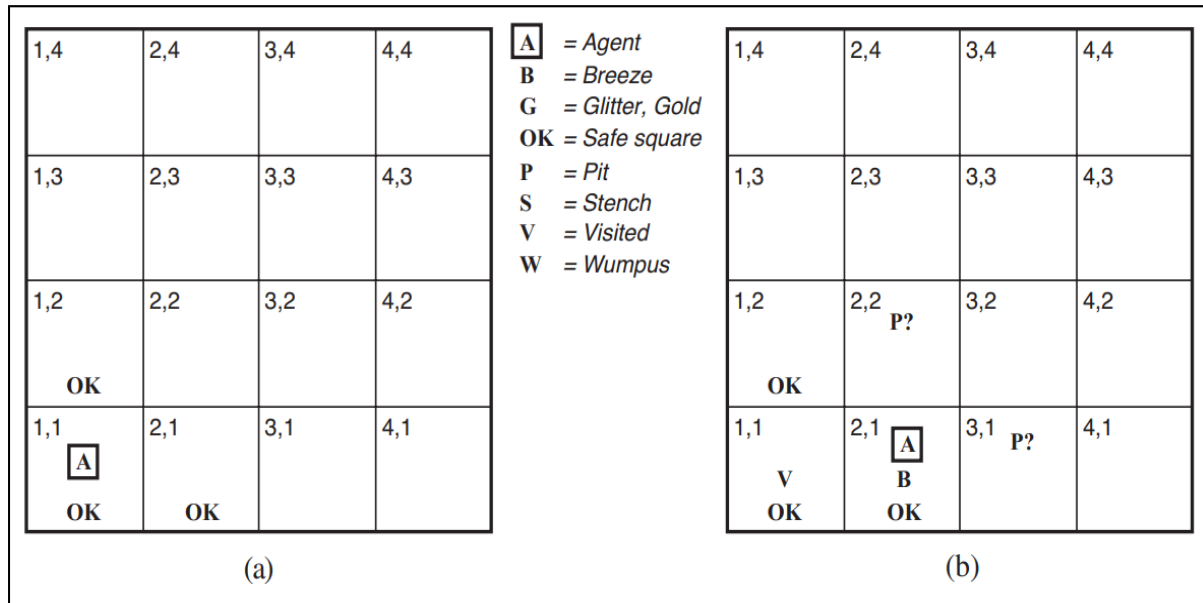 1,4 2,4 3,4 4,4
1,3 2,3 3,3 4,3
1,2 2,2 3,2 4,2
OK
1,1 2,1 3,1 4,1
A
OK OK
(a)
A = Agent
B = Breeze
G = Glitter, Gold
OK = Safe square
P = Pit
S = Stench
V = Visited
W = Wumpus
1,4 2,4 3,4 4,4
1,3 2,3 3,3 4,3
1,2 2,2 3,2 4,2
P?
OK
1,1 2,1 3,1 4,1
A P?
V B
OK OK
(b)